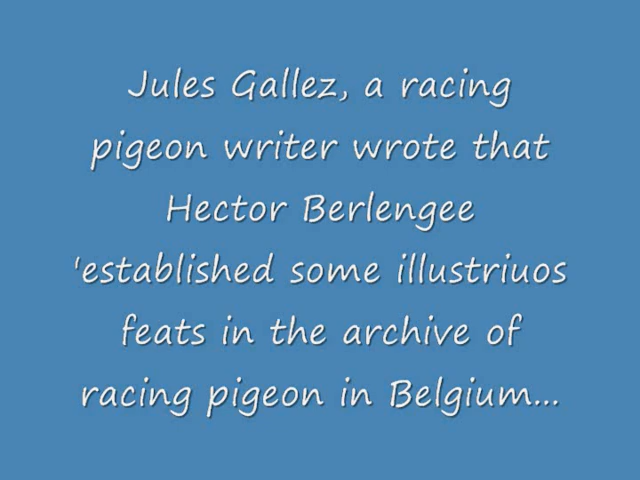 Jules Gallez, a racing
pigeon writer wrote that
Hector Berlengee
'established some illustriuos
feats in the archive of
racing pigeon in Belgium...